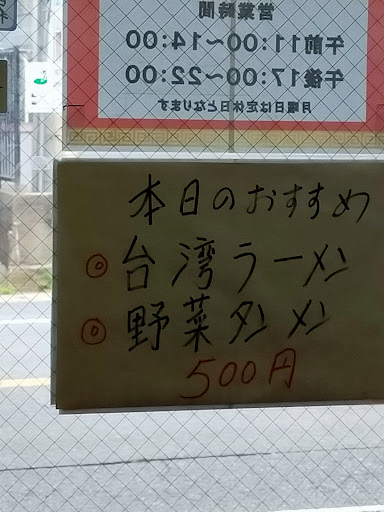 営業時間
午前11:00〜14:00
午後17:00〜22:00
月曜日は定休日となります
本日のおすすめ
◎台湾ラーメン
◎野菜タンメン
500円